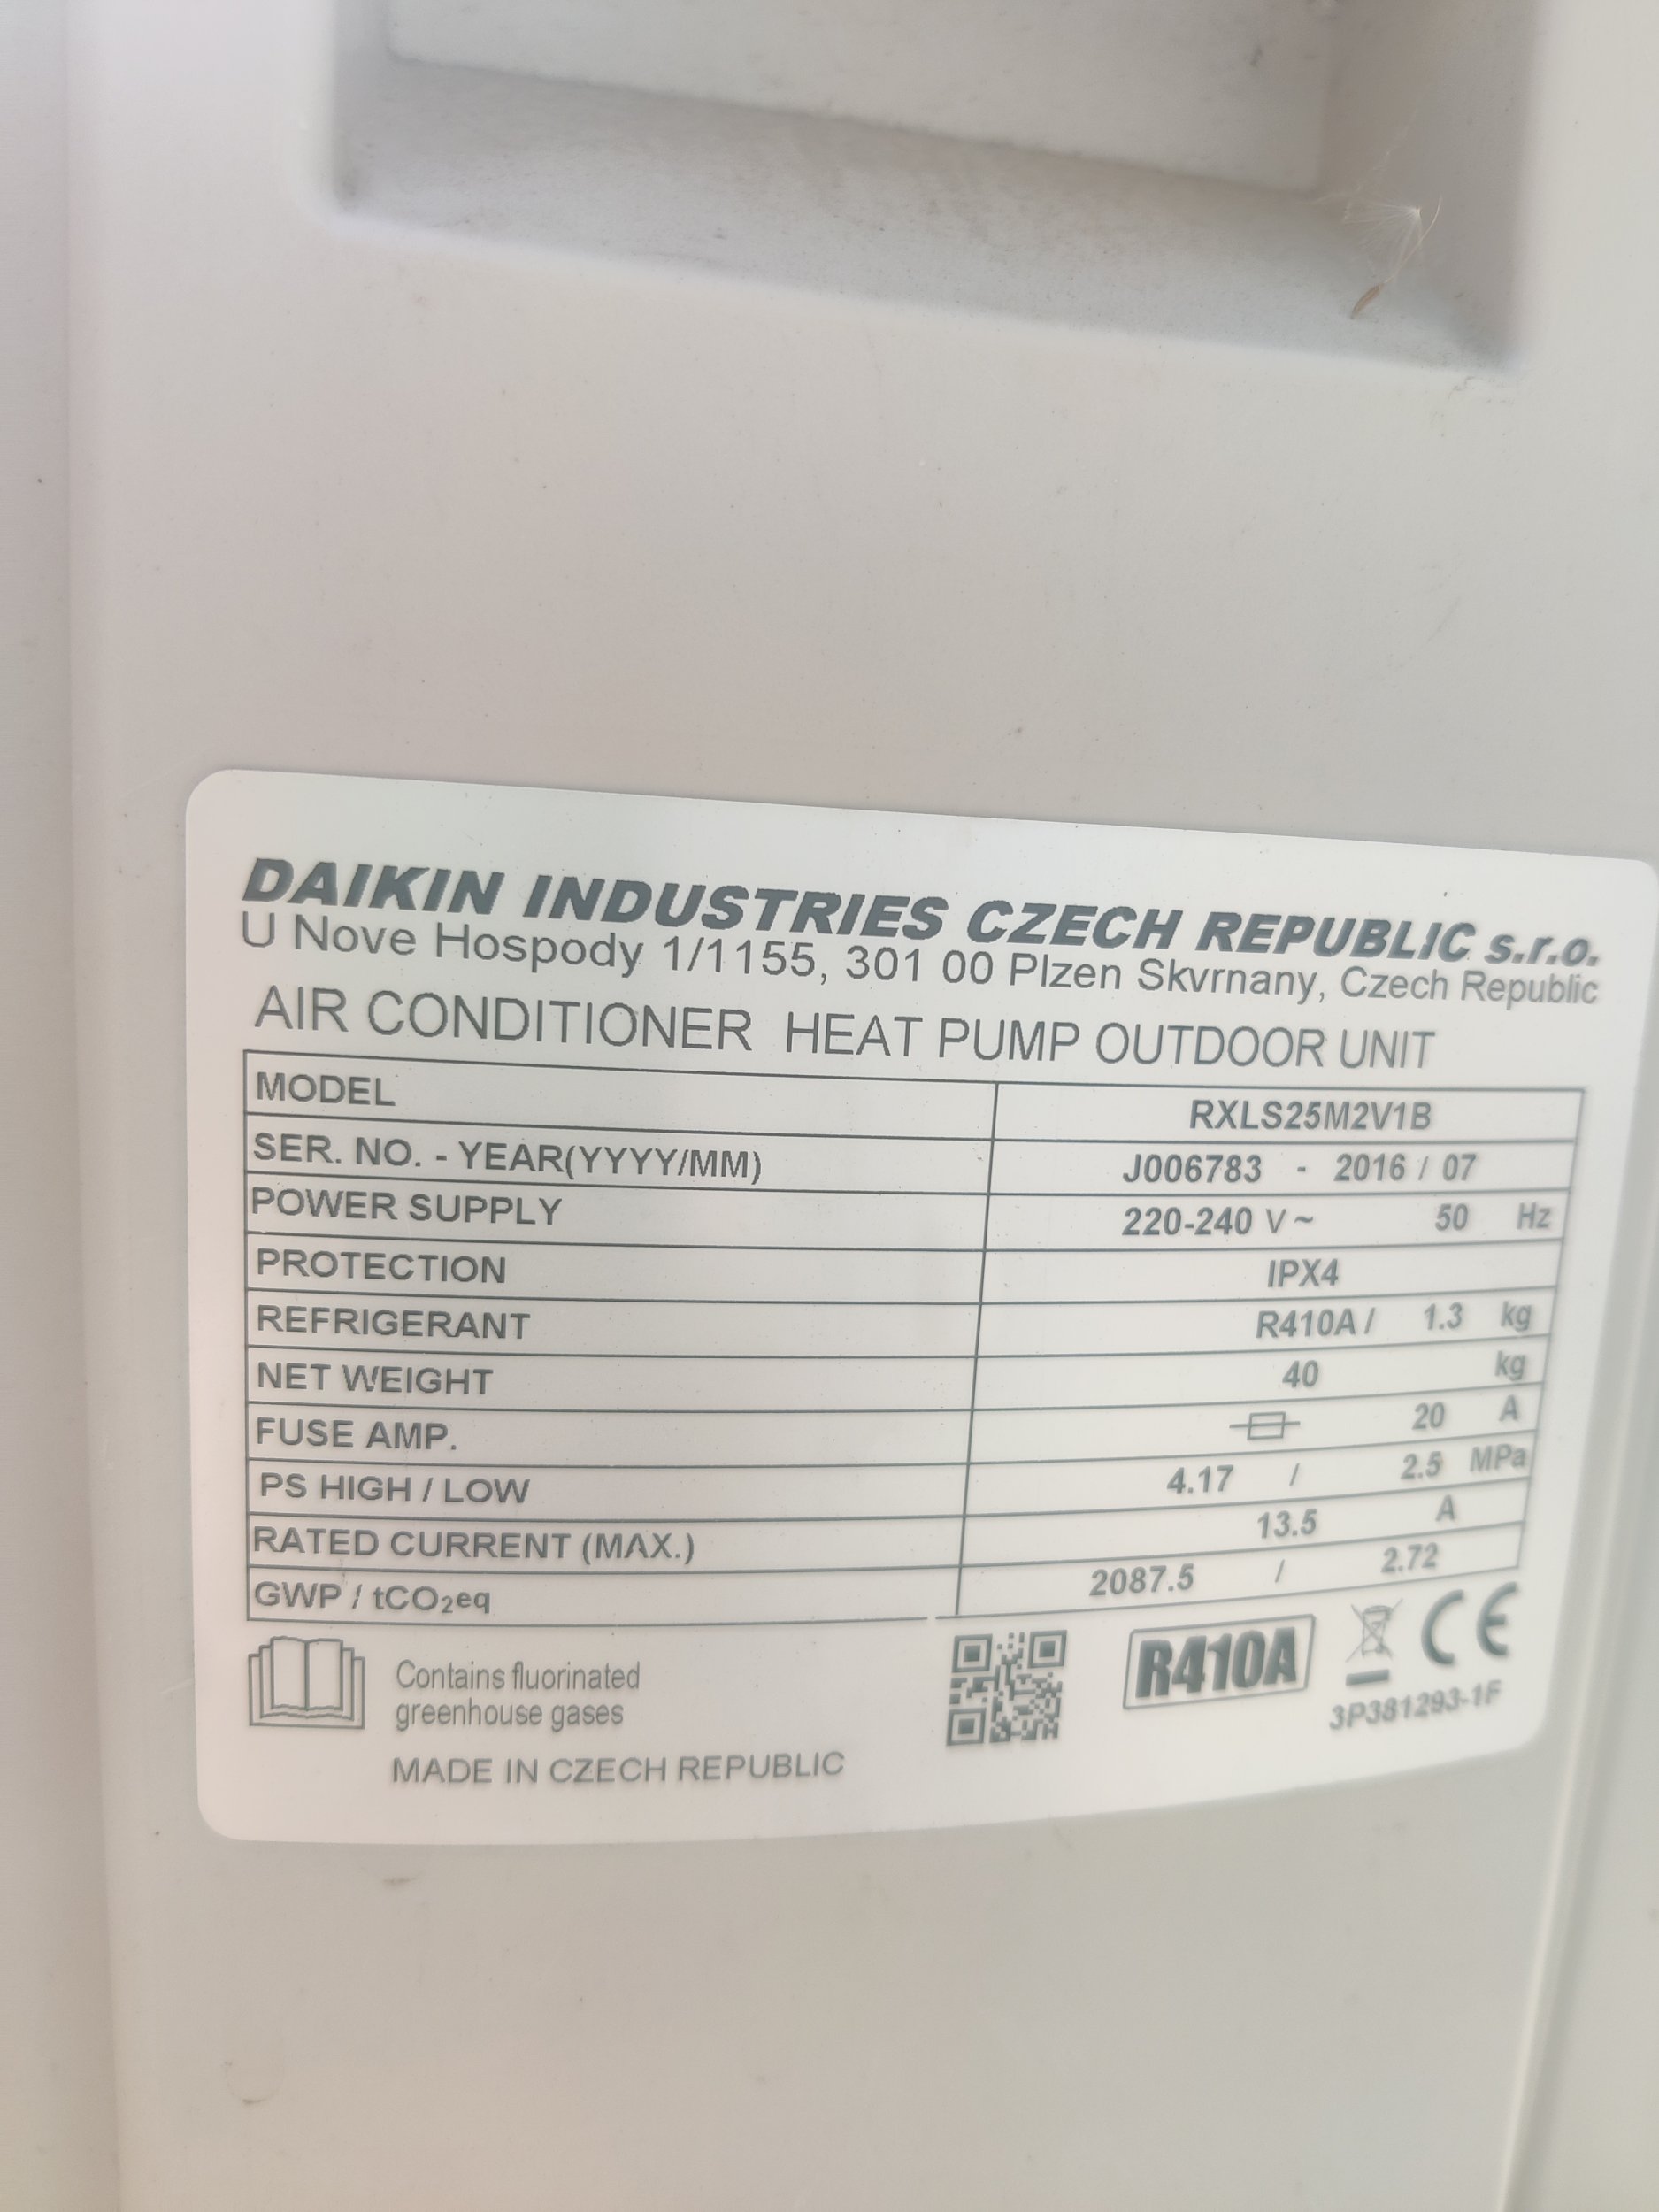 DAIKIN INDUSTRIES CZECH REPUBLIC s.r.o.
U Nove Hospody 1/1155, 301 00 Plzen Skvrnany, Czech Republic
AIR CONDITIONER HEAT PUMP OUTDOOR UNIT
MODEL RXLS25M2V1B
SER. NO. - YEAR(YYYY/MM) J006783 - 2016 / 07
POWER SUPPLY 220-240 V ~ 50 Hz
PROTECTION IPX4
REFRIGERANT R410A / 1.3 kg
NET WEIGHT 40 kg
FUSE AMP. 20 A
PS HIGH / LOW 4.17 / 2.5 MPa
RATED CURRENT (MAX.) 13.5 A
GWP / tCO₂eq 2087.5 / 2.72
Contains fluorinated
greenhouse gases
MADE IN CZECH REPUBLIC
R410A
CE
3P381293-1F